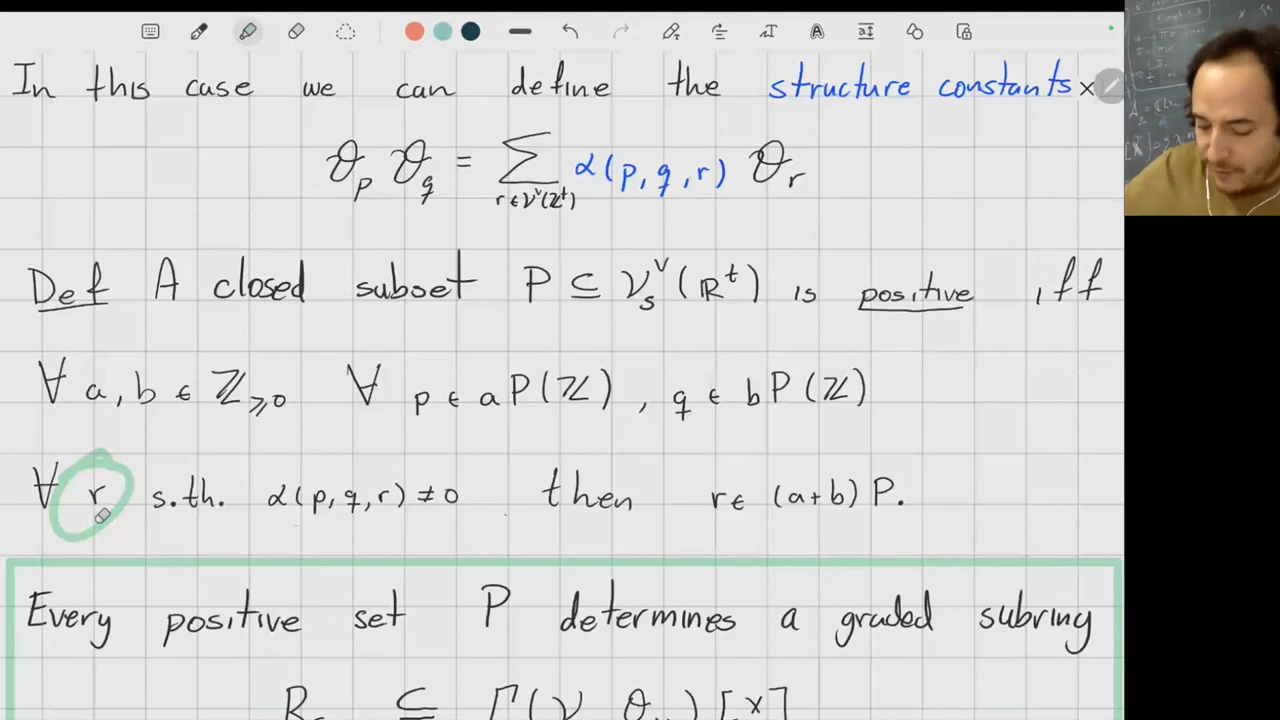 In this case we can define the structure constants ×
ϑ_p ϑ_q = Σ_{r ∈ 𝒱^∨(ℤ^t)} α(p, q, r) ϑ_r
Def A closed subset P ⊆ 𝒱_s^∨(ℝ^t) is positive iff
∀ a, b ∈ ℤ_{≥0} ∀ p ∈ aP(ℤ), q ∈ bP(ℤ)
∀ r s.th. α(p, q, r) ≠ 0 then r ∈ (a+b) P.
Every positive set P determines a graded subring
⊆ Γ(𝒱 [x]